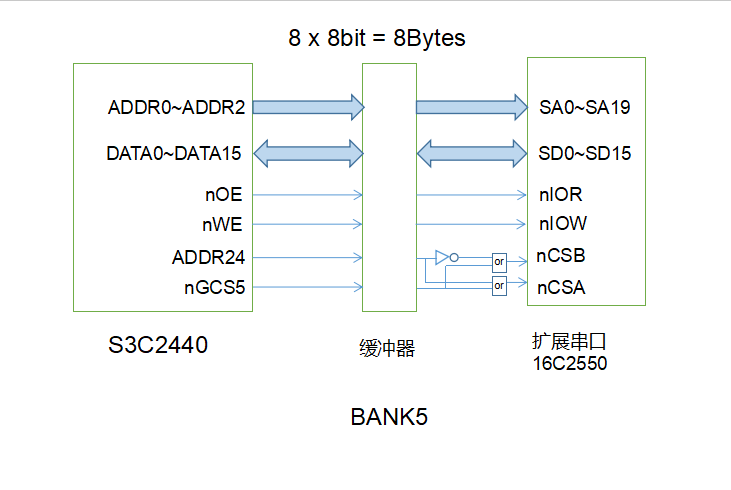 8 x 8bit = 8Bytes
ADDR0~ADDR2
SA0~SA19
DATA0~DATA15
SD0~SD15
nOE
nIOR
nWE
nIOW
ADDR24
or
nCSB
nGCS5
or
nCSA
S3C2440
缓冲器
扩展串口
16C2550
BANK5